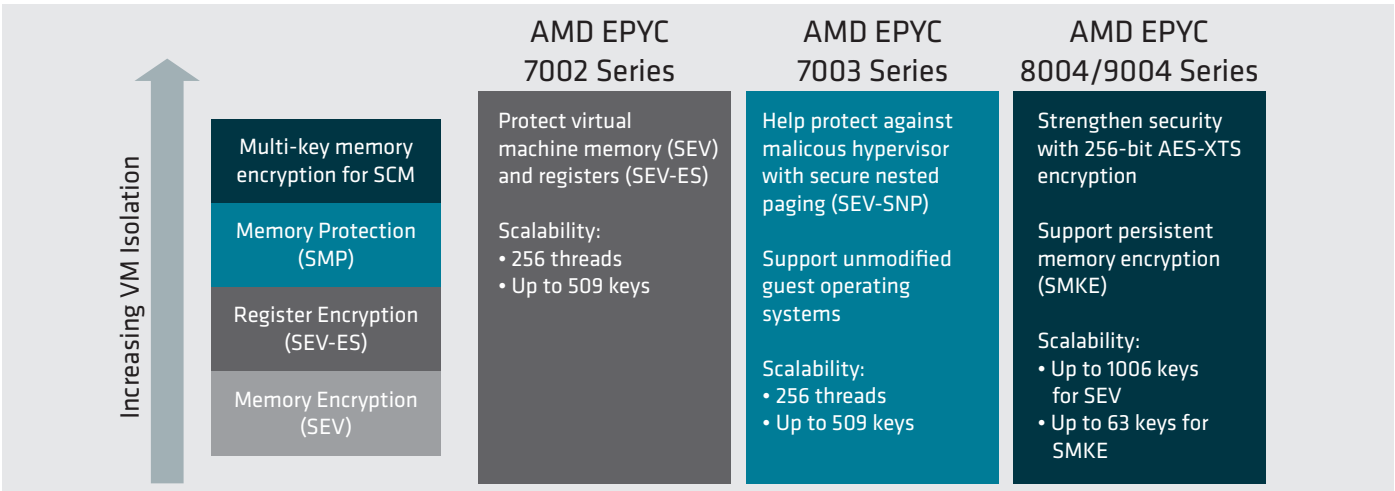 Increasing VM Isolation
Multi-key memory
encryption for SCM
Memory Protection
(SMP)
Register Encryption
(SEV-ES)
Memory Encryption
(SEV)
AMD EPYC
7002 Series
Protect virtual
machine memory (SEV)
and registers (SEV-ES)
Scalability:
• 256 threads
• Up to 509 keys
AMD EPYC
7003 Series
Help protect against
malicous hypervisor
with secure nested
paging (SEV-SNP)
Support unmodified
guest operating
systems
Scalability:
• 256 threads
• Up to 509 keys
AMD EPYC
8004/9004 Series
Strengthen security
with 256-bit AES-XTS
encryption
Support persistent
memory encryption
(SMKE)
Scalability:
• Up to 1006 keys
for SEV
• Up to 63 keys for
SMKE